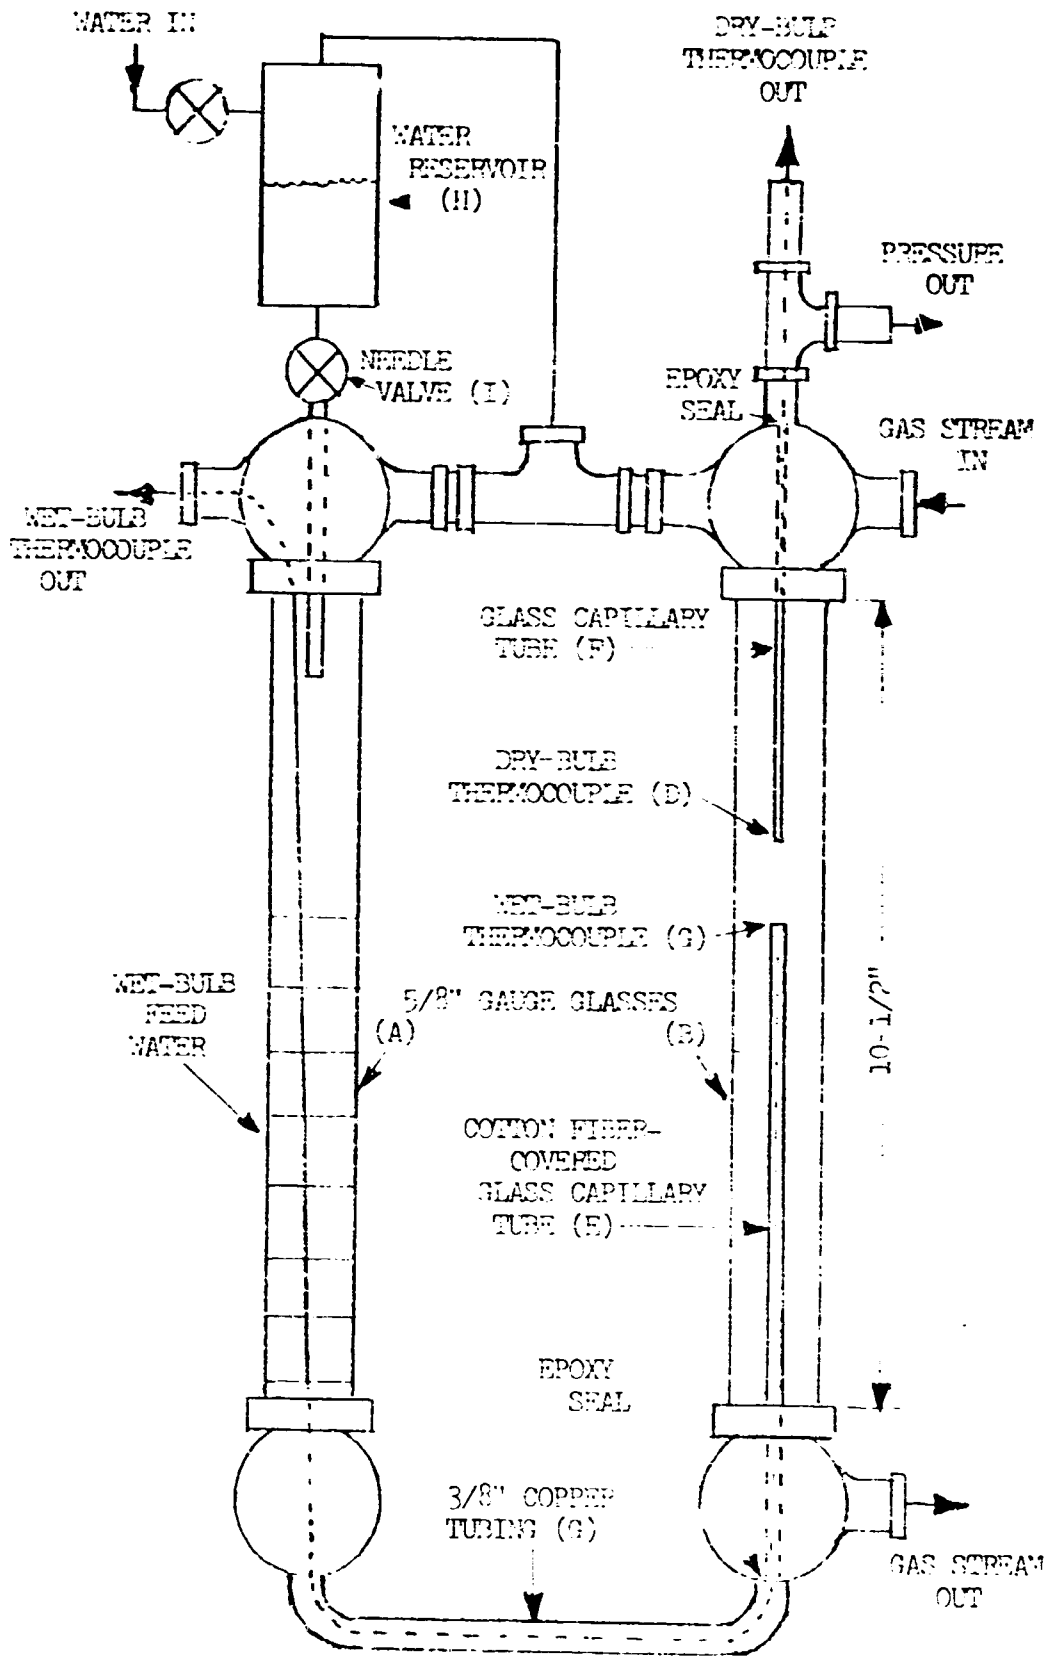 WATER IN
DRY-BULB
THERMOCOUPLE
OUT
WATER
RESERVOIR
(H)
PRESSURE
OUT
NEEDLE
VALVE (I)
EPOXY
SEAL
GAS STREAM
IN
WET-BULB
THERMOCOUPLE
OUT
GLASS CAPILLARY
TUBE (F)
DRY-BULB
THERMOCOUPLE (D)
WET-BULB
THERMOCOUPLE (G)
WET-BULB
FEED
WATER
5/8" GAUGE GLASSES
(A)
(B)
10-1/2"
COTTON FIBER-
COVERED
GLASS CAPILLARY
TUBE (E)
EPOXY
SEAL
3/8" COPPER
TUBING (G)
GAS STREAM
OUT